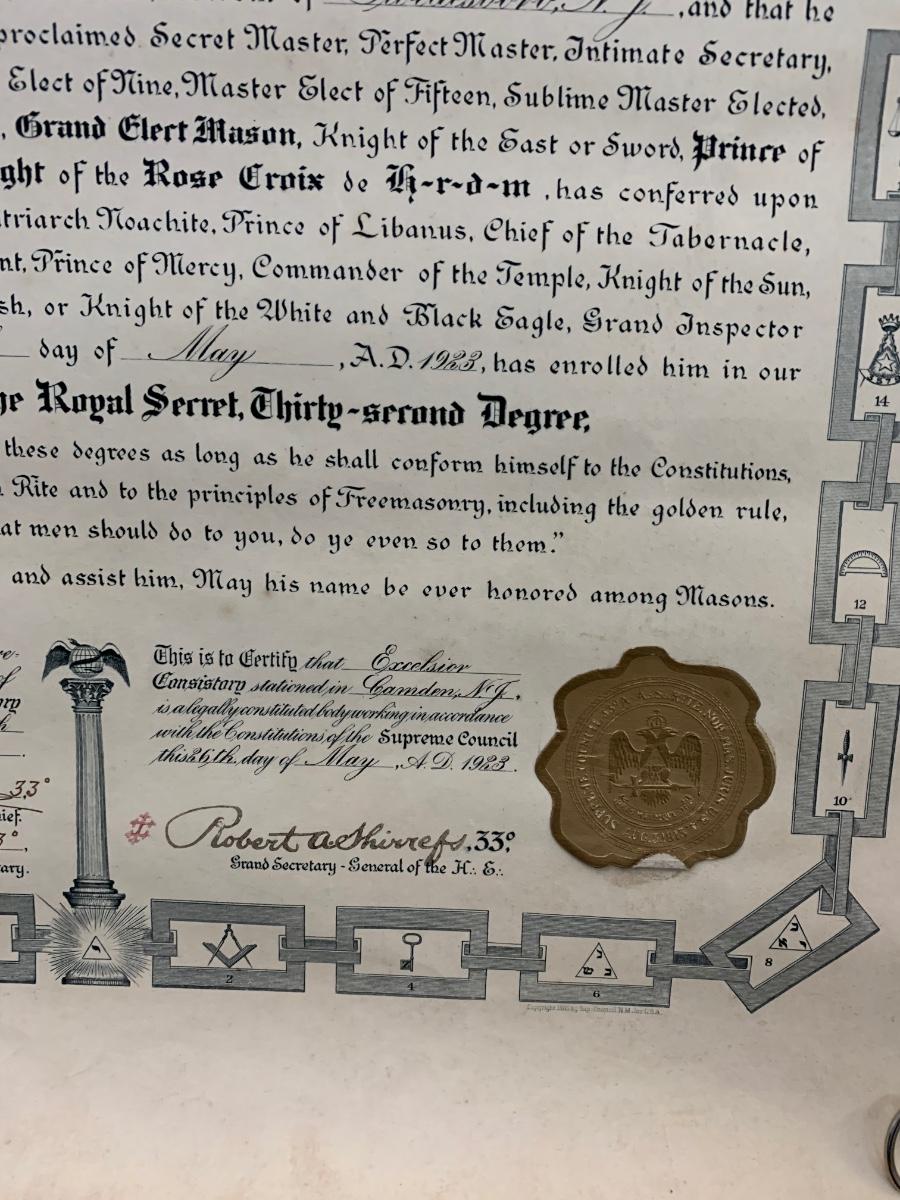 , N. J. , and that he
proclaimed Secret Master, Perfect Master, Intimate Secretary,
Elect of Nine, Master Elect of Fifteen, Sublime Master Elected,
, Grand Elect Mason, Knight of the East or Sword, Prince of
ght of the Rose Croix de H-r-d-m , has conferred upon
triarch Noachite, Prince of Libanus, Chief of the Tabernacle,
nt, Prince of Mercy, Commander of the Temple, Knight of the Sun,
sh, or Knight of the White and Black Eagle, Grand Inspector
day of May , A.D. 1923, has enrolled him in our
he Royal Secret, Thirty-second Degree,
these degrees as long as he shall conform himself to the Constitutions,
Rite and to the principles of Freemasonry, including the golden rule,
at men should do to you, do ye even so to them."
and assist him, May his name be ever honored among Masons.
This is to Certify that Excelsior
Consistory stationed in Camden, N.J.,
is a legally constituted body working in accordance
with the Constitutions of the Supreme Council
this 26th, day of May , A.D. 1923.
Robert A Shirrefs, 33°
Grand Secretary-General of the H∴ E∴
33°
ief.
3°,
ary.
14
12
10
8
6
4
2